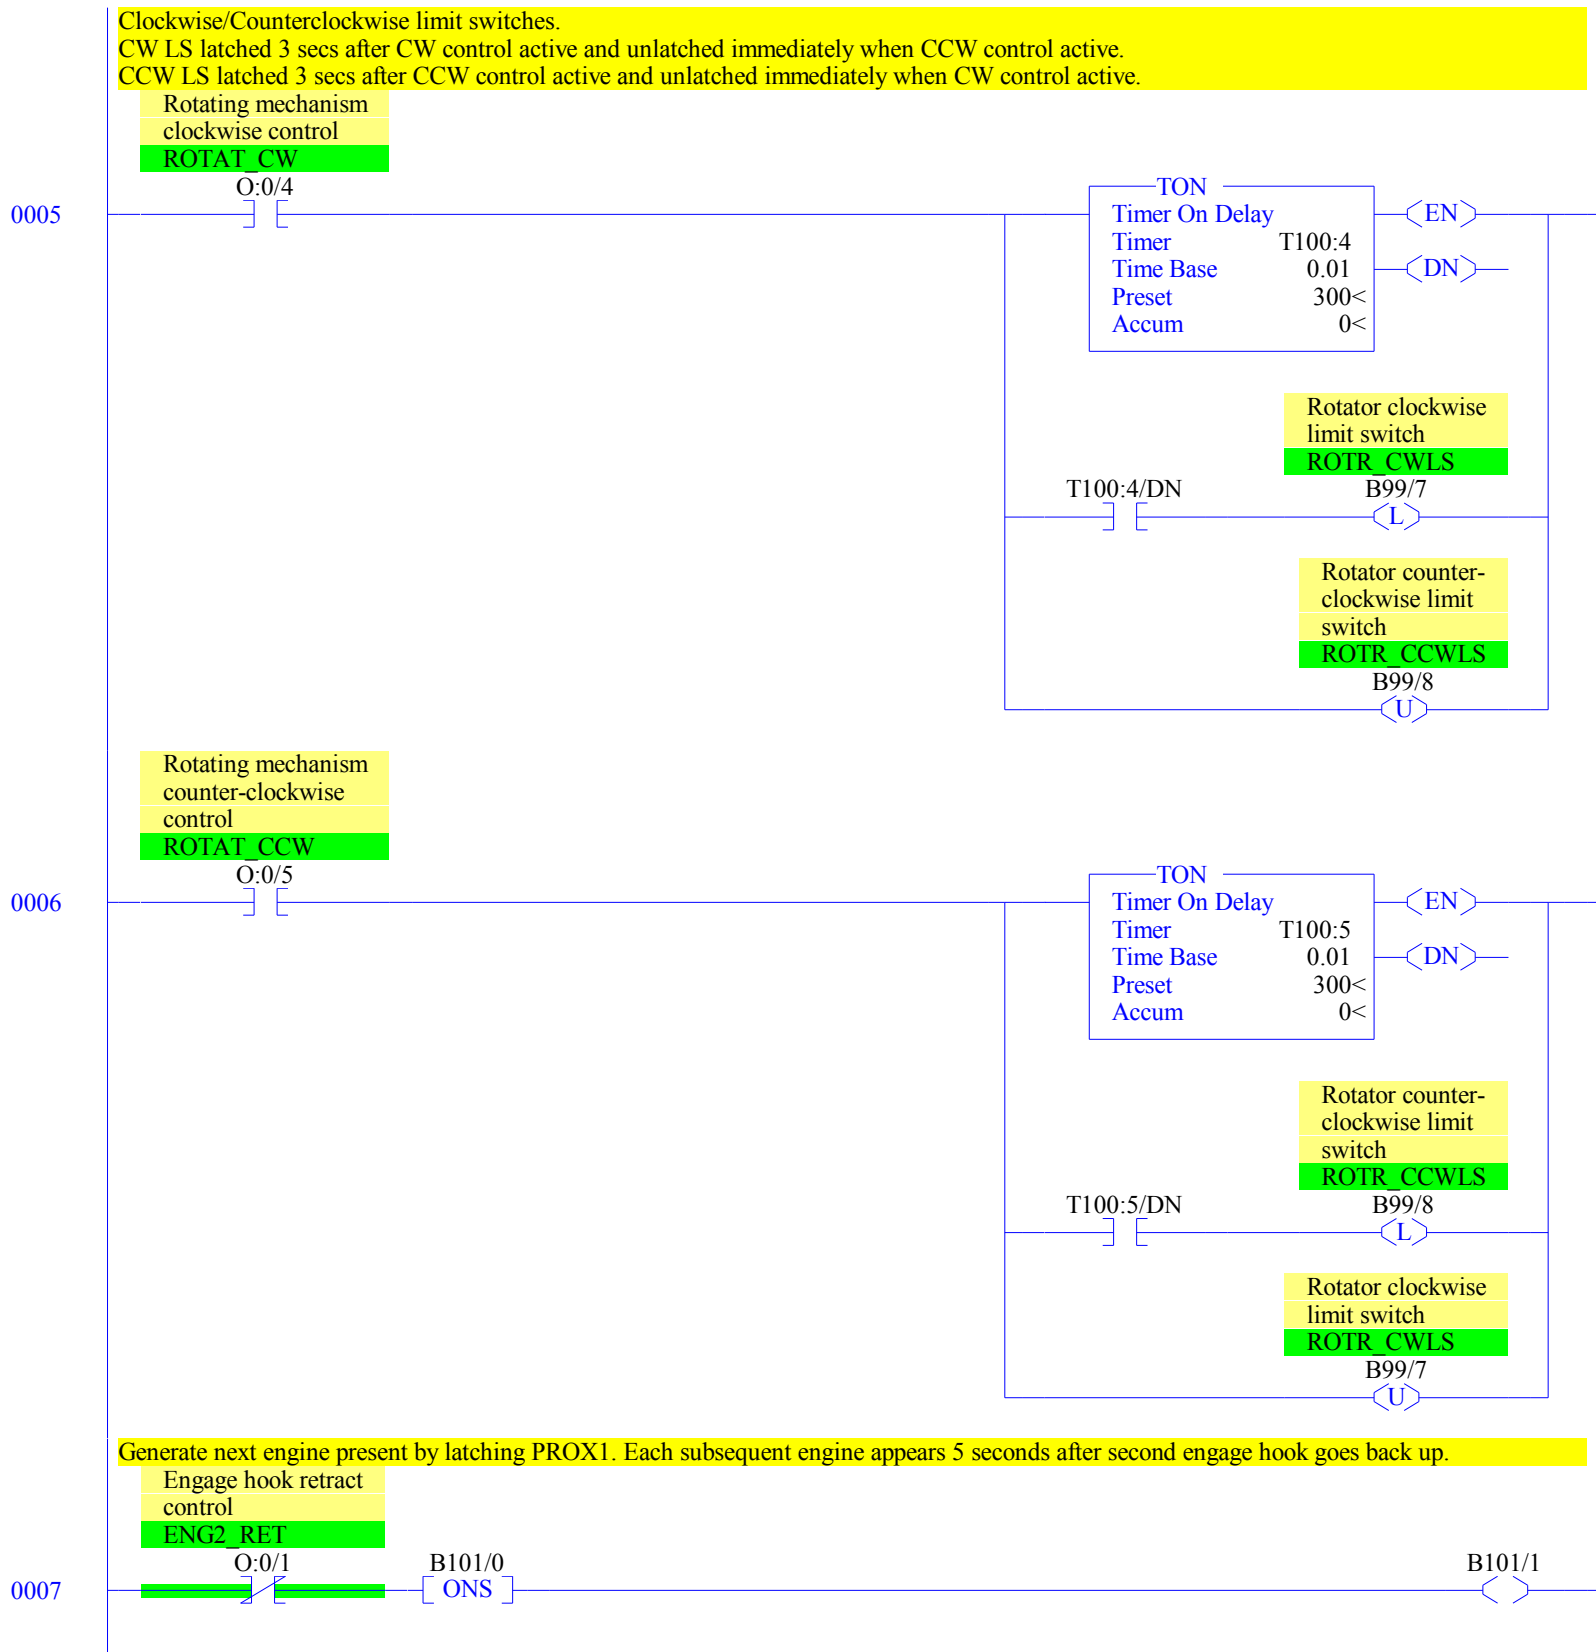 Clockwise/Counterclockwise limit switches.
CW LS latched 3 secs after CW control active and unlatched immediately when CCW control active.
CCW LS latched 3 secs after CCW control active and unlatched immediately when CW control active.
Rotating mechanism
clockwise control
ROTAT_CW
O:0/4
0005
TON
Timer On Delay
Timer T100:4
Time Base 0.01
Preset 300<
Accum 0<
EN
DN
Rotator clockwise
limit switch
ROTR_CWLS
T100:4/DN B99/7
L
Rotator counter-
clockwise limit
switch
ROTR_CCWLS
B99/8
U
Rotating mechanism
counter-clockwise
control
ROTAT_CCW
O:0/5
0006
TON
Timer On Delay
Timer T100:5
Time Base 0.01
Preset 300<
Accum 0<
EN
DN
Rotator counter-
clockwise limit
switch
ROTR_CCWLS
T100:5/DN B99/8
L
Rotator clockwise
limit switch
ROTR_CWLS
B99/7
U
Generate next engine present by latching PROX1. Each subsequent engine appears 5 seconds after second engage hook goes back up.
Engage hook retract
control
ENG2_RET
O:0/1 B101/0 B101/1
0007 ONS